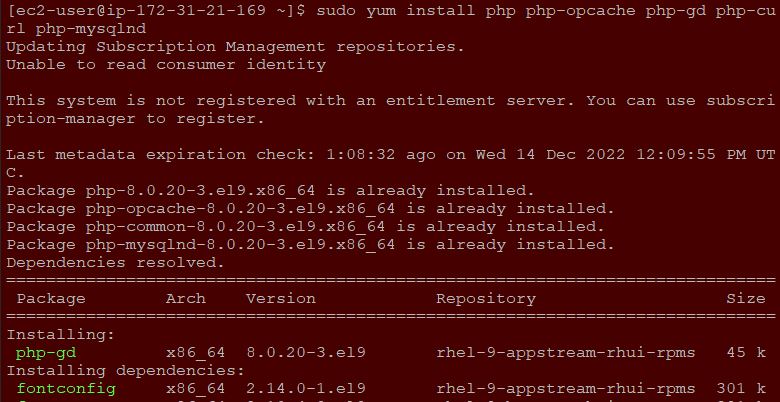 [ec2-user@ip-172-31-21-169 ~]$ sudo yum install php php-opcache php-gd php-cu
rl php-mysqlnd
Updating Subscription Management repositories.
Unable to read consumer identity
This system is not registered with an entitlement server. You can use subscri
ption-manager to register.
Last metadata expiration check: 1:08:32 ago on Wed 14 Dec 2022 12:09:55 PM UT
C.
Package php-8.0.20-3.el9.x86_64 is already installed.
Package php-opcache-8.0.20-3.el9.x86_64 is already installed.
Package php-common-8.0.20-3.el9.x86_64 is already installed.
Package php-mysqlnd-8.0.20-3.el9.x86_64 is already installed.
Dependencies resolved.
=============================================================================
Package Arch Version Repository Size
=============================================================================
Installing:
php-gd x86_64 8.0.20-3.el9 rhel-9-appstream-rhui-rpms 45 k
Installing dependencies:
fontconfig x86_64 2.14.0-1.el9 rhel-9-appstream-rhui-rpms 301 k